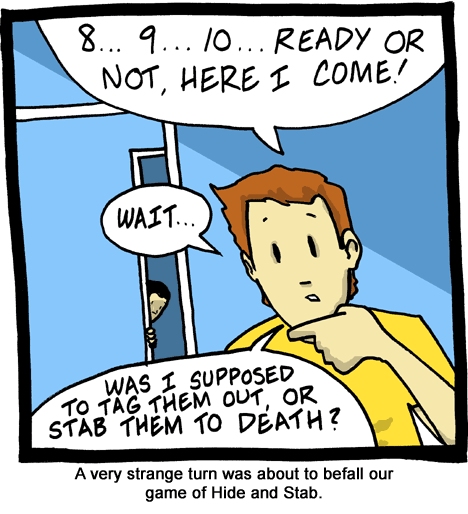 8... 9... 10... READY OR
NOT, HERE I COME!
WAIT...
WAS I SUPPOSED
TO TAG THEM OUT, OR
STAB THEM TO DEATH?
A very strange turn was about to befall our
game of Hide and Stab.